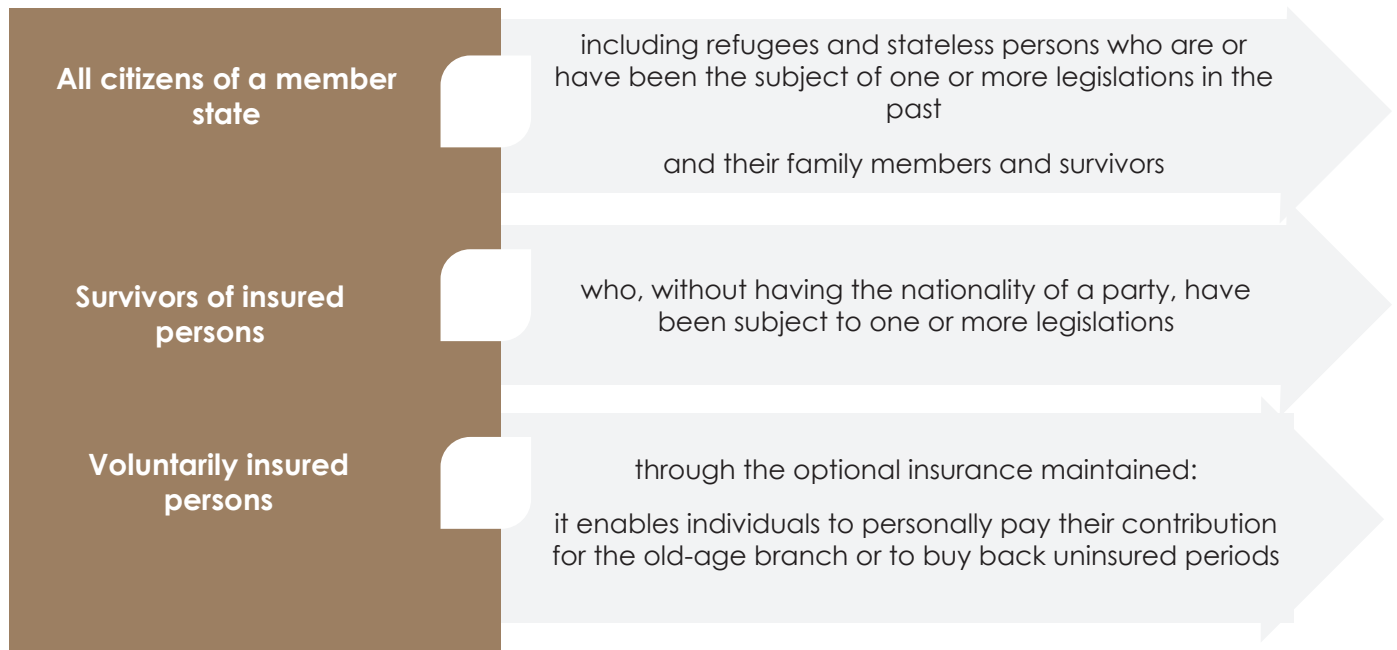 All citizens of a member
state
including refugees and stateless persons who are or
have been the subject of one or more legislations in the
past
and their family members and survivors
Survivors of insured
persons
who, without having the nationality of a party, have
been subject to one or more legislations
Voluntarily insured
persons
through the optional insurance maintained:
it enables individuals to personally pay their contribution
for the old-age branch or to buy back uninsured periods